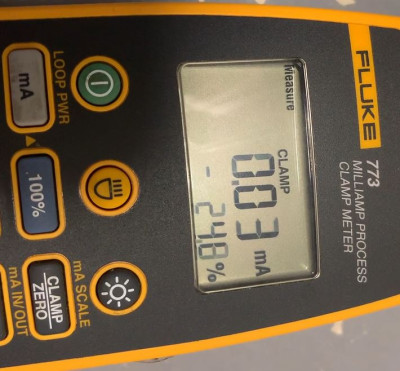 FLUKE
773
MILLIAMP PROCESS
CLAMP METER
Measure
CLAMP
0.03 mA
- 24.8 %
LOOP PWR
mA
100%
mA SCALE
CLAMP
ZERO
mA IN/OUT